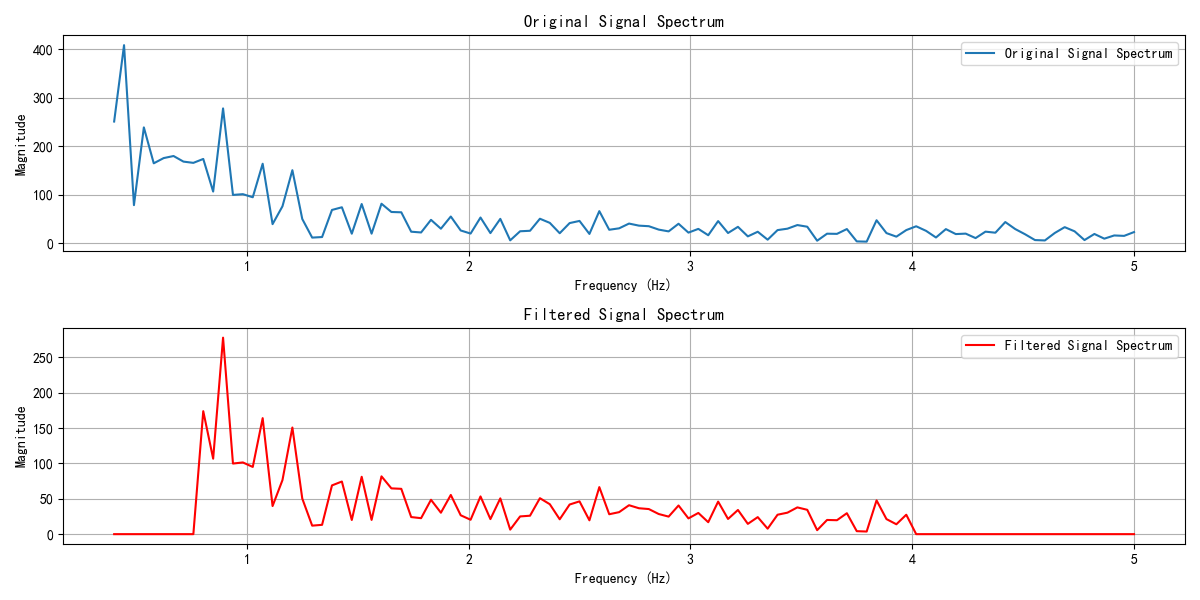 Original Signal Spectrum
Original Signal Spectrum
Magnitude
400
300
200
100
0
1
2
3
4
5
Frequency (Hz)
Filtered Signal Spectrum
Filtered Signal Spectrum
Magnitude
250
200
150
100
50
0
1
2
3
4
5
Frequency (Hz)